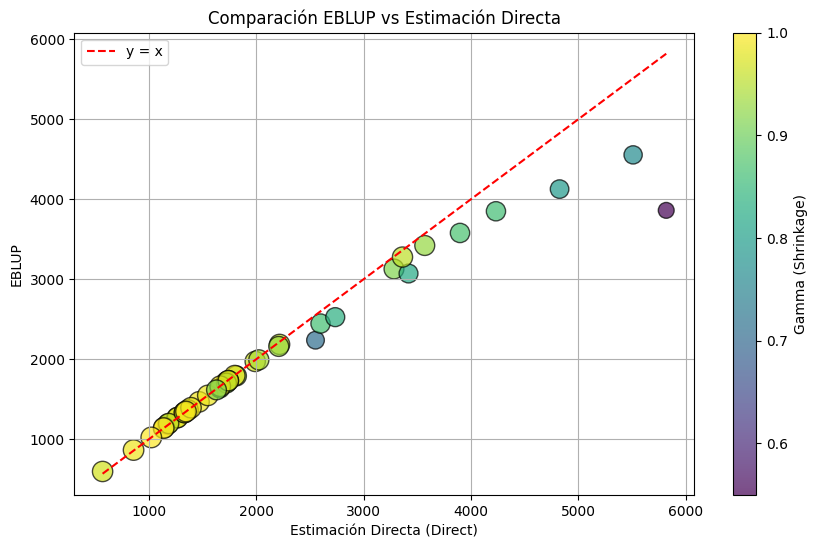 Comparación EBLUP vs Estimación Directa
y = x
6000
5000
4000
3000
2000
1000
EBLUP
1000 2000 3000 4000 5000 6000
Estimación Directa (Direct)
1.0
0.9
0.8
0.7
0.6
Gamma (Shrinkage)